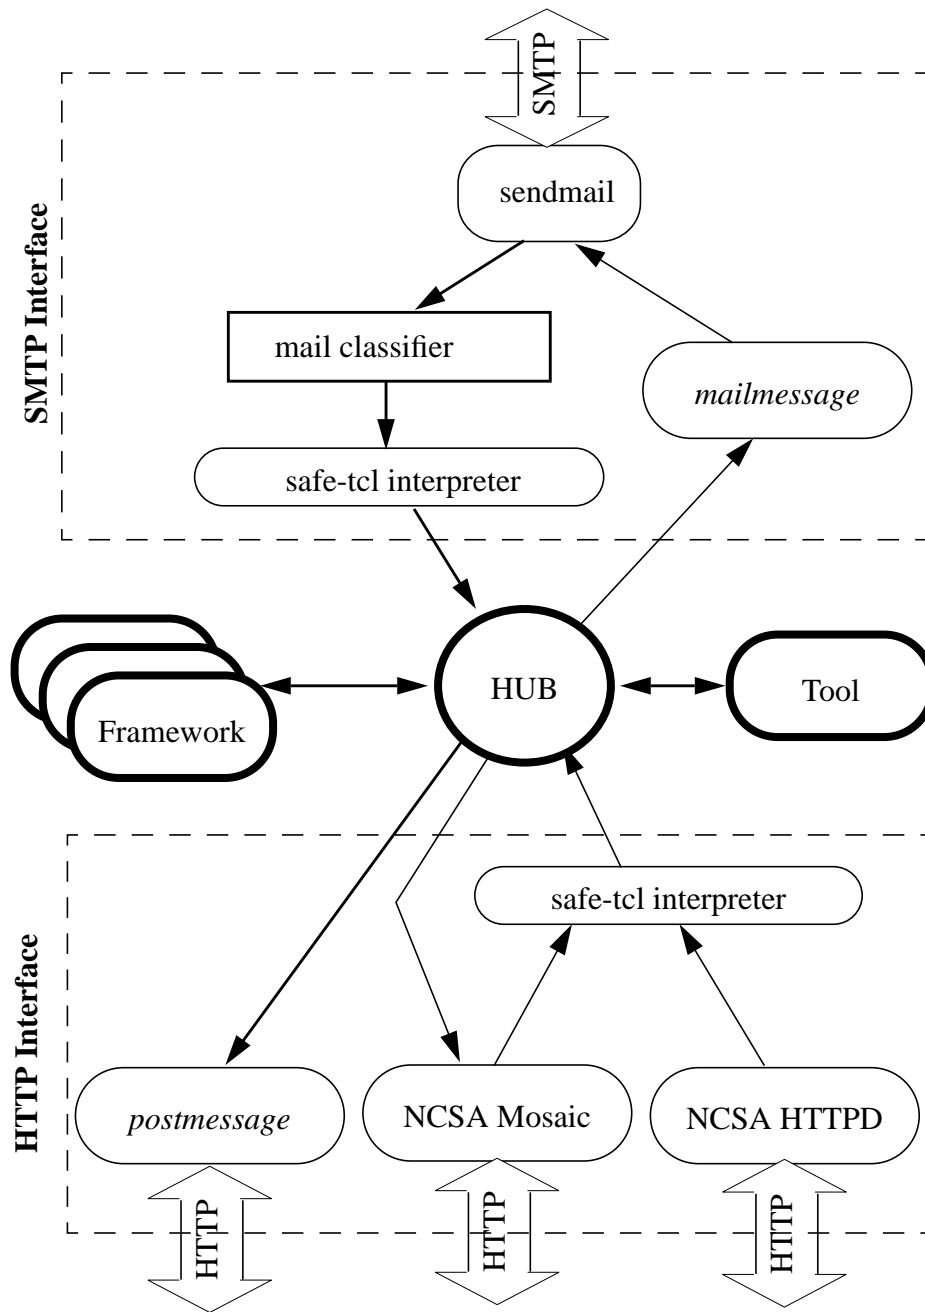 SMTP
sendmail
SMTP Interface
mail classifier
mailmessage
safe-tcl interpreter
HUB
Framework
Tool
safe-tcl interpreter
HTTP Interface
postmessage
NCSA Mosaic
NCSA HTTPD
HTTP
HTTP
HTTP